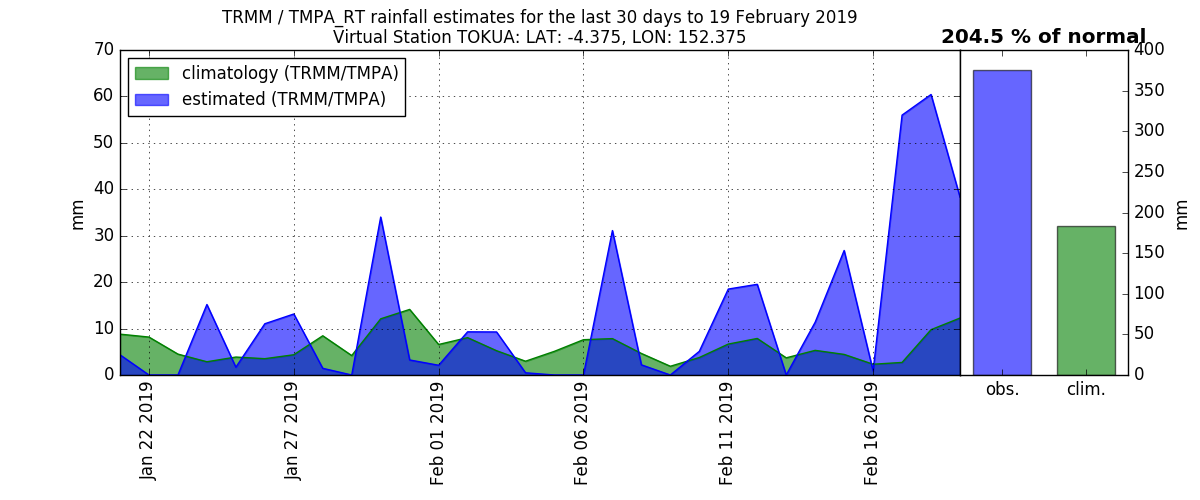 TRMM / TMPA_RT rainfall estimates for the last 30 days to 19 February 2019
Virtual Station TOKUA: LAT: -4.375, LON: 152.375
204.5 % of normal
climatology (TRMM/TMPA)
estimated (TRMM/TMPA)
70
60
50
40
30
20
10
0
mm
Jan 22 2019
Jan 27 2019
Feb 01 2019
Feb 06 2019
Feb 11 2019
Feb 16 2019
obs.
clim.
400
350
300
250
200
150
100
50
0
mm